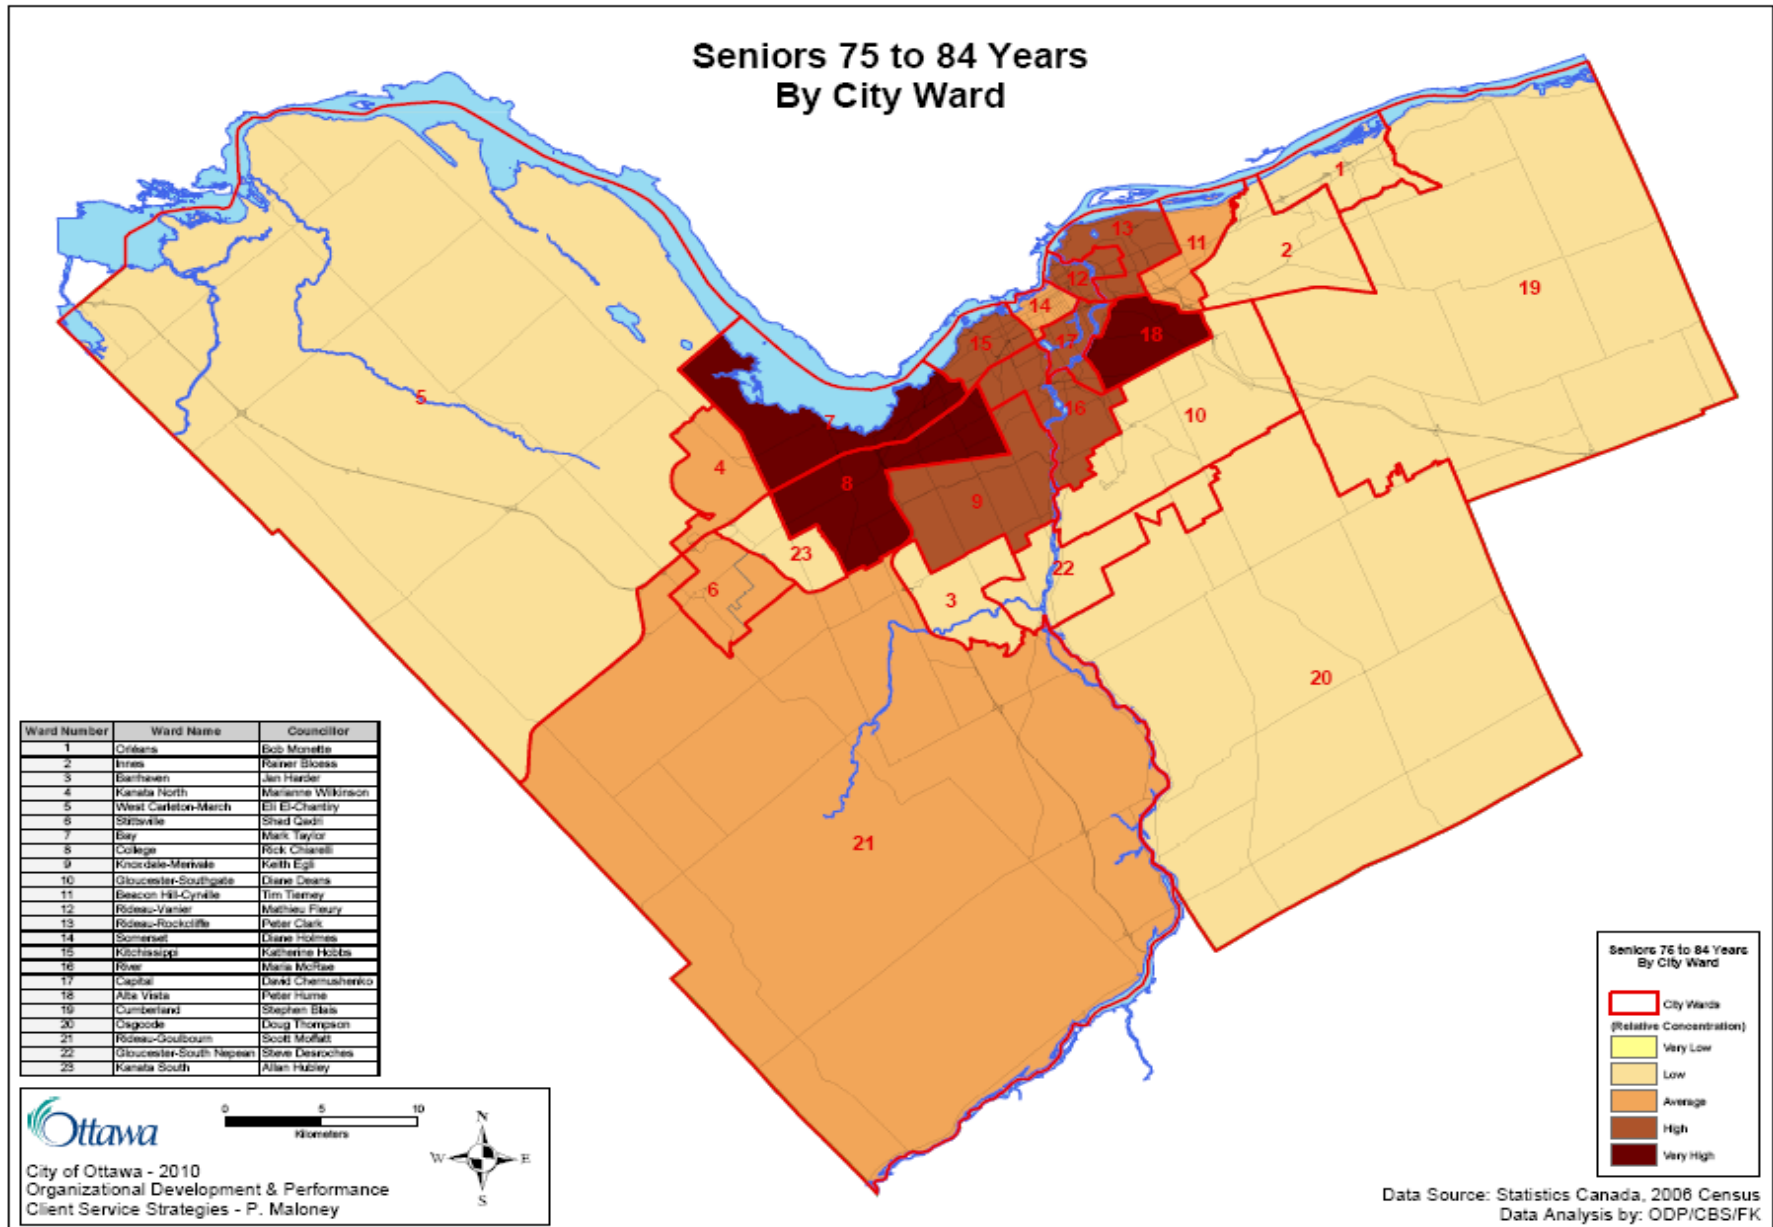 Seniors 75 to 84 Years
By City Ward
1
13
11
2
12
19
14
15
17
18
5
7
16
10
4
8
9
23
22
6
3
20
21
Ward Number Ward Name Councillor
1 Orléans Bob Monette
2 Innes Rainer Bloess
3 Barrhaven Jan Harder
4 Kanata North Marianne Wilkinson
5 West Carleton-March Eli El-Chantiry
6 Stittsville Shad Qadri
7 Bay Mark Taylor
8 College Rick Chiarelli
9 Knoxdale-Merivale Keith Egli
10 Gloucester-Southgate Diane Deans
11 Beacon Hill-Cyrville Tim Tierney
12 Rideau-Vanier Mathieu Fleury
13 Rideau-Rockcliffe Peter Clark
14 Somerset Diane Holmes
15 Kitchissippi Katherine Hobbs
16 River Maria McRae
17 Capital David Chernushenko
18 Alta Vista Peter Hume
19 Cumberland Stephen Blais
20 Osgoode Doug Thompson
21 Rideau-Goulbourn Scott Moffatt
22 Gloucester-South Nepean Steve Desroches
23 Kanata South Allan Hubley
Ottawa
0 5 10
Kilometers
N
W E
S
City of Ottawa - 2010
Organizational Development & Performance
Client Service Strategies - P. Maloney
Seniors 75 to 84 Years
By City Ward
City Wards
(Relative Concentration)
Very Low
Low
Average
High
Very High
Data Source: Statistics Canada, 2006 Census
Data Analysis by: ODP/CBS/FK